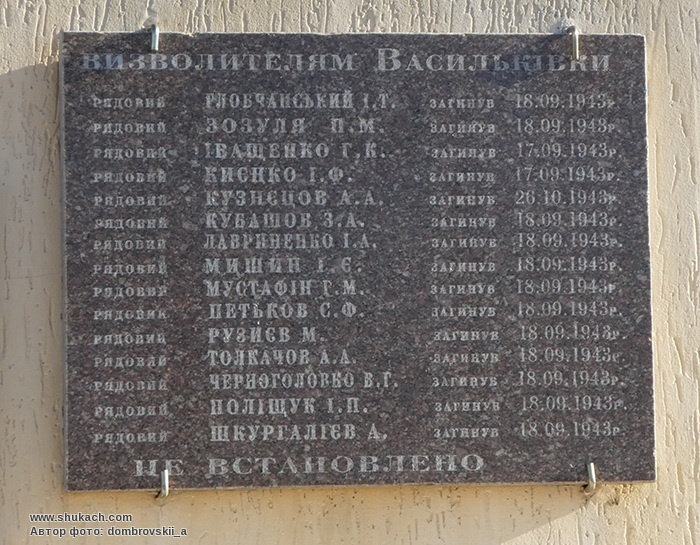 визволителям Васильківки
рядовий Глобчанський І.Т. загинув 18.09.1943р.
рядовий Зозуля П.М. загинув 18.09.1943р.
рядовий Іващенко Г.К. загинув 17.09.1943р.
рядовий Киснко І.Ф. загинув 17.09.1943р.
рядовий Кузнєцов А.А. загинув 26.10.1943р.
рядовий Кубашов З.А. загинув 18.09.1943р.
рядовий Лавриненко І.А. загинув 18.09.1943р.
рядовий Мишин І.Є. загинув 18.09.1943р.
рядовий Мустафін Г.М. загинув 18.09.1943р.
рядовий Петьков С.Ф. загинув 18.09.1943р.
рядовий Рузиєв М. загинув 18.09.1943р.
рядовий Толкачов А.А. загинув 18.09.1943р.
рядовий Черноголовко В.Г. загинув 18.09.1943р.
рядовий Поліщук І.П. загинув 18.09.1943р.
рядовий Шкургалієв А. загинув 18.09.1943р.
не встановлено
www.shukach.com
Автор фото: dombrovskii_a